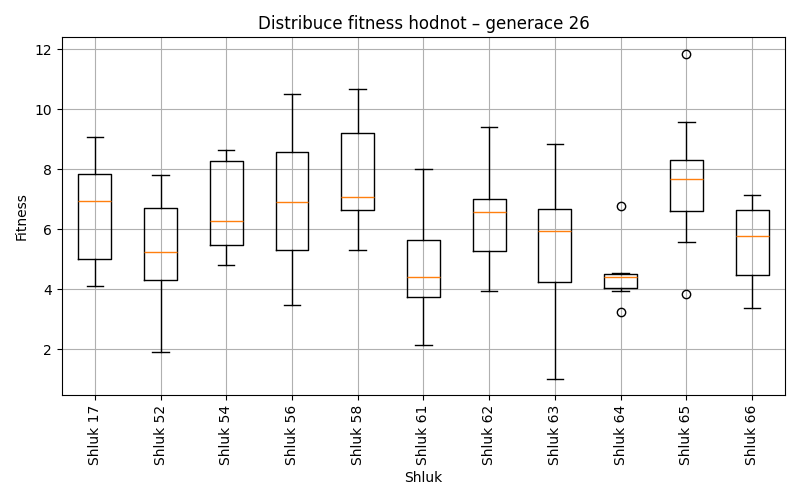 Distribuce fitness hodnot – generace 26
Fitness
12
10
8
6
4
2
Shluk 17
Shluk 52
Shluk 54
Shluk 56
Shluk 58
Shluk 61
Shluk 62
Shluk 63
Shluk 64
Shluk 65
Shluk 66
Shluk